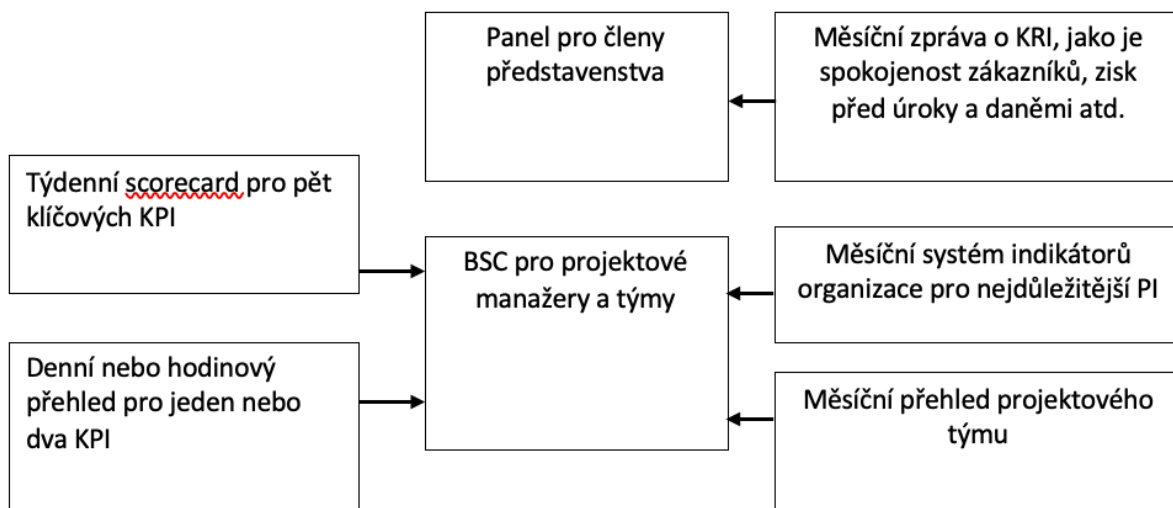 Panel pro členy
představenstva
Měsíční zpráva o KRI, jako je
spokojenost zákazníků, zisk
před úroky a daněmi atd.
Týdenní scorecard pro pět
klíčových KPI
BSC pro projektové
manažery a týmy
Měsíční systém indikátorů
organizace pro nejdůležitější PI
Denní nebo hodinový
přehled pro jeden nebo
dva KPI
Měsíční přehled projektového
týmu